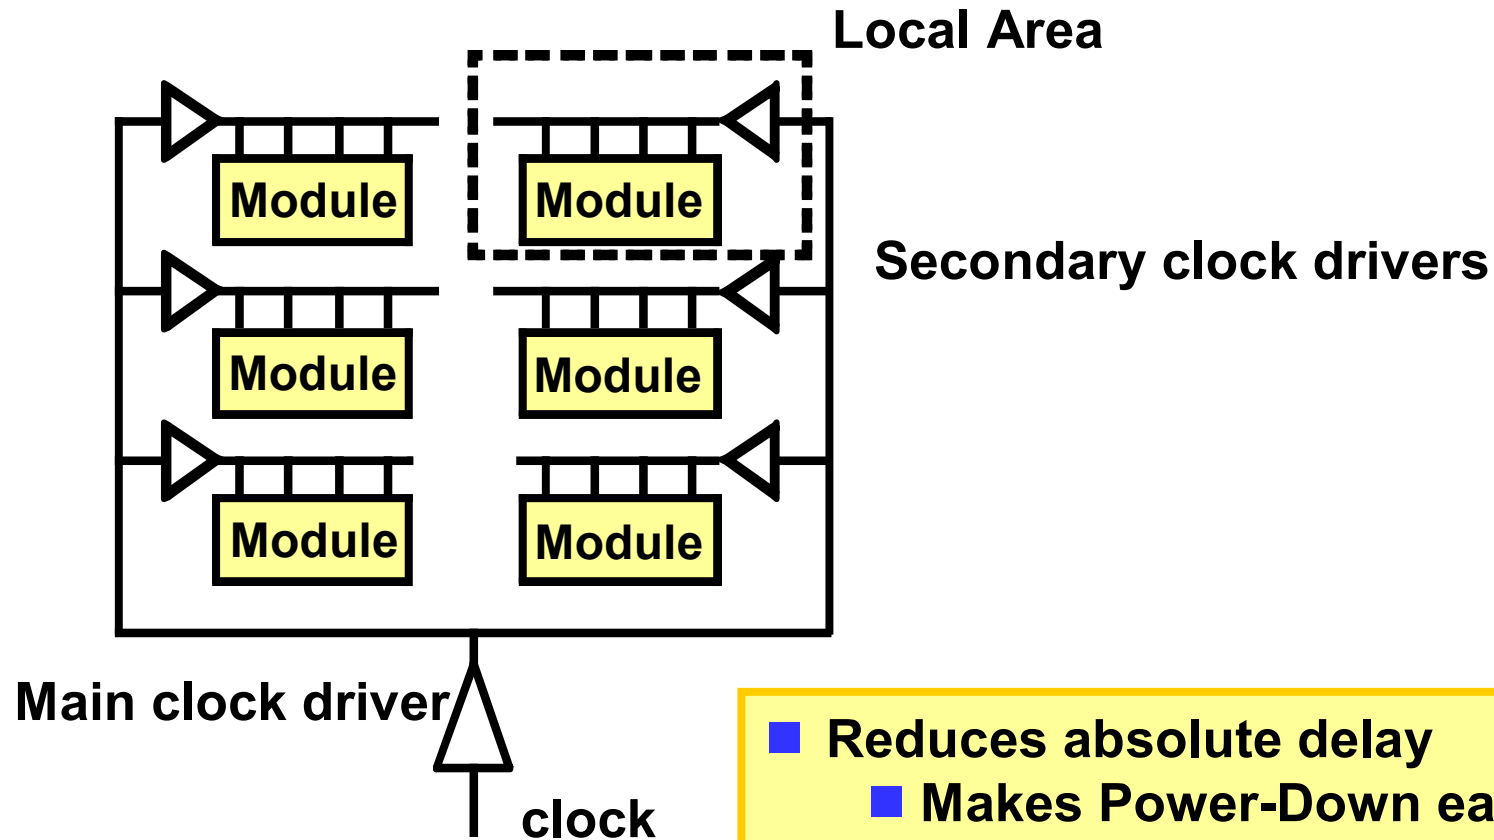 Local Area
Module Module
Secondary clock drivers
Module Module
Module Module
Main clock driver
Reduces absolute delay
Makes Power-Down
clock